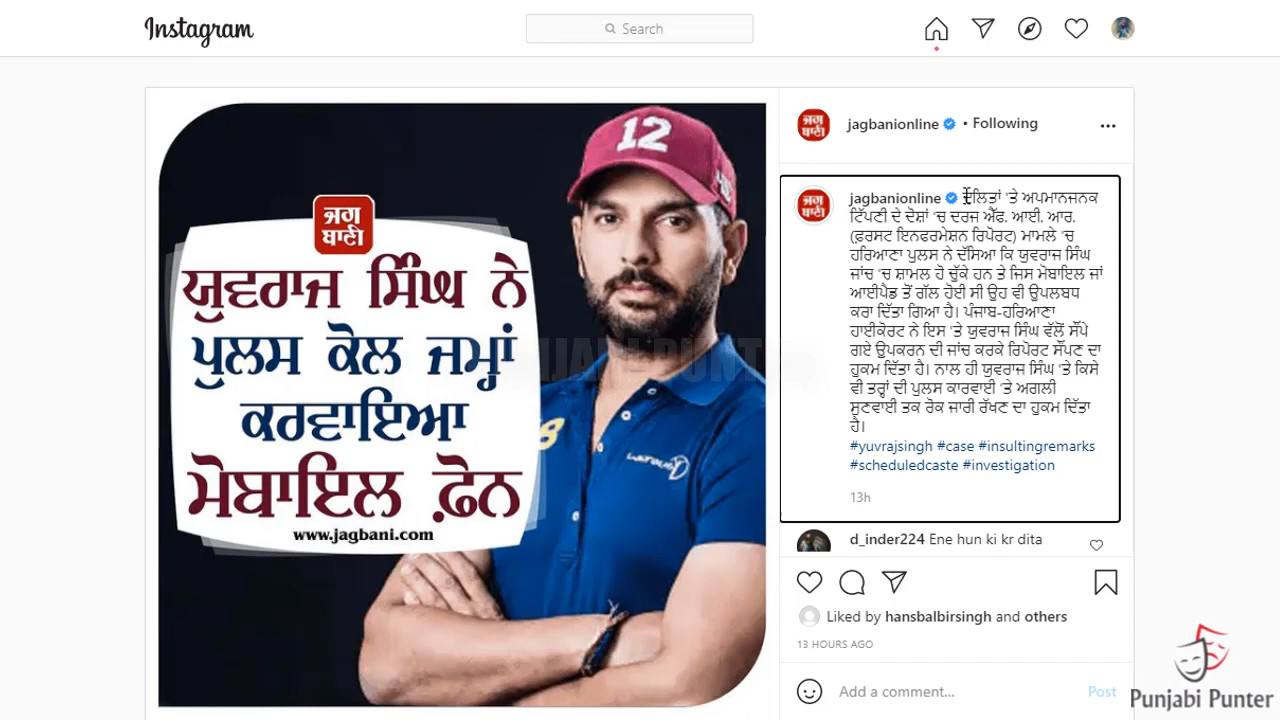 Instagram
Search
12
ਜਗ
ਬਾਣੀ
ਯੁਵਰਾਜ ਸਿੰਘ ਨੇ
ਪੁਲਸ ਕੋਲ ਜਮ੍ਹਾਂ
ਕਰਵਾਇਆ
ਮੋਬਾਇਲ ਫ਼ੋਨ
www.jagbani.com
ਜਗ
ਬਾਣੀ
jagbanionline • Following
ਜਗ
ਬਾਣੀ
jagbanionline ਦਲਿਤਾਂ 'ਤੇ ਅਪਮਾਨਜਨਕ
ਟਿੱਪਣੀ ਦੇ ਦੋਸ਼ਾਂ 'ਚ ਦਰਜ ਐੱਫ. ਆਈ. ਆਰ.
(ਫ਼ਰਸਟ ਇਨਫਰਮੇਸ਼ਨ ਰਿਪੋਰਟ) ਮਾਮਲੇ 'ਚ
ਹਰਿਆਣਾ ਪੁਲਸ ਨੇ ਦੱਸਿਆ ਕਿ ਯੁਵਰਾਜ ਸਿੰਘ
ਜਾਂਚ 'ਚ ਸ਼ਾਮਲ ਹੋ ਚੁੱਕੇ ਹਨ ਤੇ ਜਿਸ ਮੋਬਾਇਲ ਜਾਂ
ਆਈਪੈਡ ਤੋਂ ਗੱਲ ਹੋਈ ਸੀ ਉਹ ਵੀ ਉਪਲਬਧ
ਕਰਾ ਦਿੱਤਾ ਗਿਆ ਹੈ। ਪੰਜਾਬ-ਹਰਿਆਣਾ
ਹਾਈਕੋਰਟ ਨੇ ਇਸ 'ਤੇ ਯੁਵਰਾਜ ਸਿੰਘ ਵੱਲੋਂ ਸੌਂਪੇ
ਗਏ ਉਪਕਰਨ ਦੀ ਜਾਂਚ ਕਰਕੇ ਰਿਪੋਰਟ ਸੌਂਪਣ ਦਾ
ਹੁਕਮ ਦਿੱਤਾ ਹੈ। ਨਾਲ ਹੀ ਯੁਵਰਾਜ ਸਿੰਘ 'ਤੇ ਕਿਸੇ
ਵੀ ਤਰ੍ਹਾਂ ਦੀ ਪੁਲਸ ਕਾਰਵਾਈ 'ਤੇ ਅਗਲੀ
ਸੁਣਵਾਈ ਤਕ ਰੋਕ ਜਾਰੀ ਰੱਖਣ ਦਾ ਹੁਕਮ ਦਿੱਤਾ
ਹੈ।
#yuvrajsingh #case #insultingremarks
#scheduledcaste #investigation
13h
d_inder224 Ene hun ki kr dita
Liked by hansbalbirsingh and others
13 HOURS AGO
Add a comment... Post
Punjabi Punter